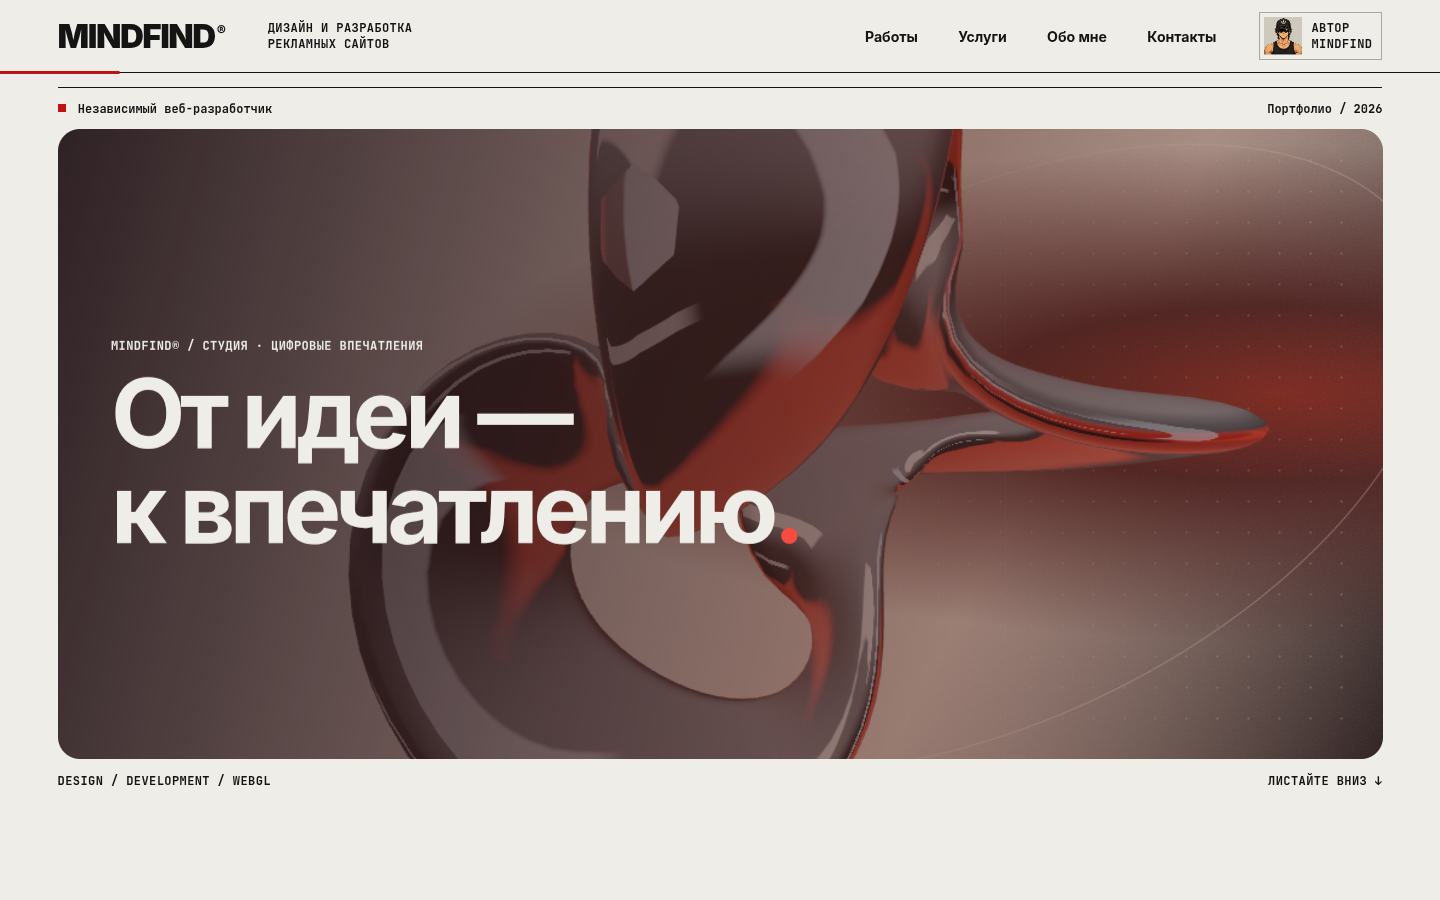 MINDFIND®
ДИЗАЙН И РАЗРАБОТКА
РЕКЛАМНЫХ САЙТОВ
Работы
Услуги
Обо мне
Контакты
АВТОР
MINDFIND
Независимый веб-разработчик
Портфолио / 2026
MINDFIND® / СТУДИЯ · ЦИФРОВЫЕ ВПЕЧАТЛЕНИЯ
От идеи —
к впечатлению.
DESIGN / DEVELOPMENT / WEBGL
ЛИСТАЙТЕ ВНИЗ ↓